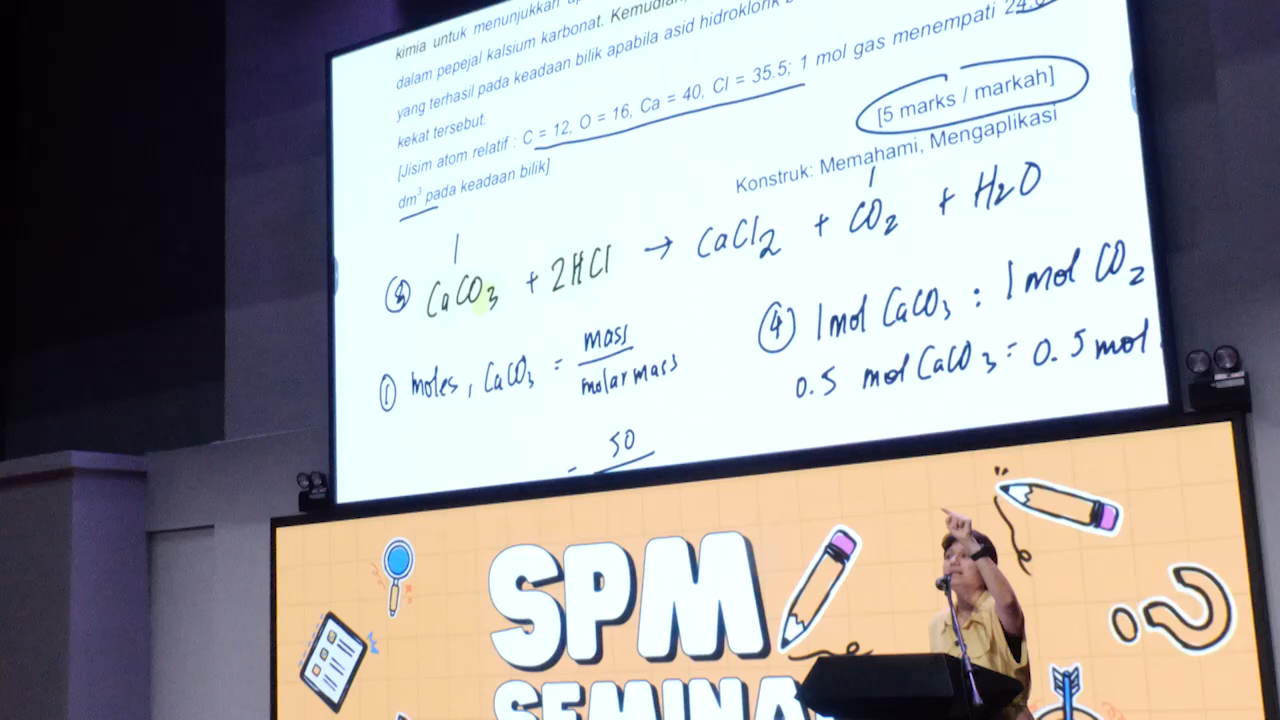 kimia untuk menunjukkan
dalam pepejal kalsium karbonat. Kemudian,
yang terhasil pada keadaan bilik apabila asid hidroklorik
kekat tersebut.
[Jisim atom relatif : C = 12, O = 16, Ca = 40, Cl = 35.5; 1 mol gas menempati 24.0
dm³ pada keadaan bilik]
[5 marks / markah]
Konstruk: Memahami, Mengaplikasi
1 1
③ CaCO₃ + 2HCl → CaCl₂ + CO₂ + H₂O
① moles, CaCO₃ = mass
molar mass
= 50
④ 1 mol CaCO₃ : 1 mol CO₂
0.5 mol CaCO₃ : 0.5 mol
SPM
SEMINA